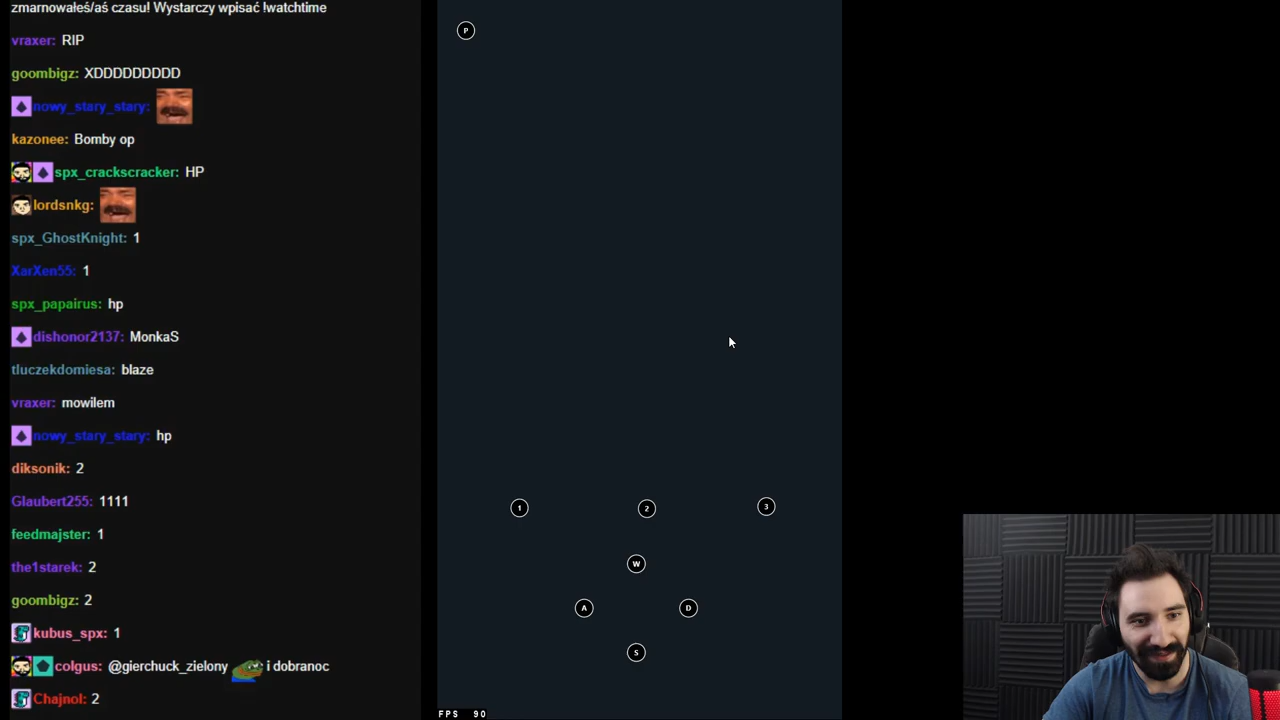 zmarnowałeś/aś czasu! Wystarczy wpisać !watchtime
vraxer: RIP
goombigz: XDDDDDDDDD
nowy_stary_stary:
kazonee: Bomby op
spx_crackscracker: HP
lordsnkg:
spx_GhostKnight: 1
XarXen55: 1
spx_papairus: hp
dishonor2137: MonkaS
tluczekdomiesa: blaze
vraxer: mowilem
nowy_stary_stary: hp
diksonik: 2
Glaubert255: 1111
feedmajster: 1
the1starek: 2
goombigz: 2
kubus_spx: 1
colgus: @gierchuck_zielony i dobranoc
Chajnol: 2
P
1 2 3
W
A D
S
FPS 90